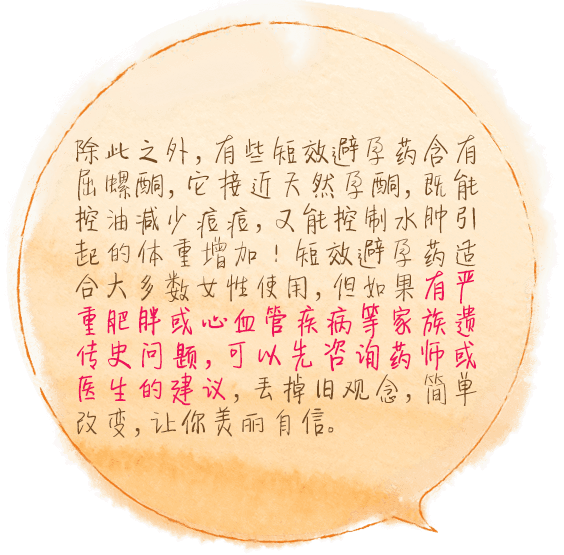 除此之外，有些短效避孕药含有
屈螺酮，它接近天然孕酮，既能
控油减少痘痘，又能控制水肿引
起的体重增加！短效避孕药适
合大多数女性使用，但如果有严
重肥胖或心血管疾病等家族遗
传史问题，可以先咨询药师或
医生的建议，丢掉旧观念，简单
改变，让你美丽自信。